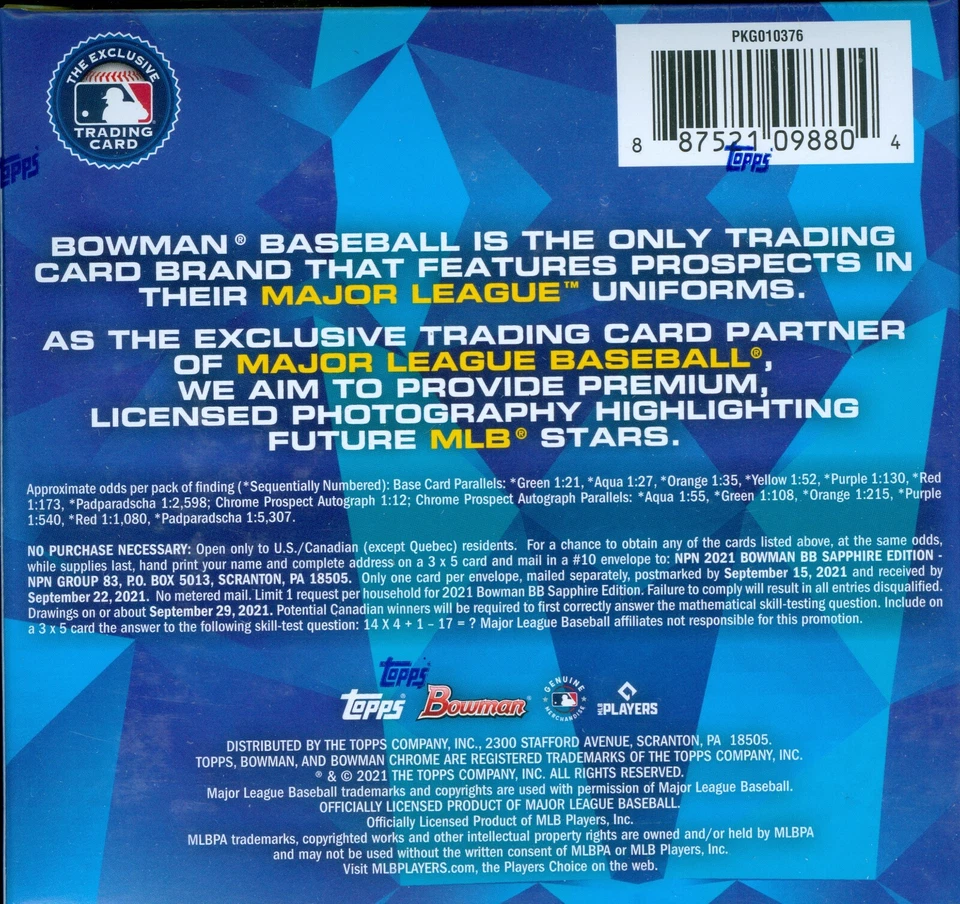 THE EXCLUSIVE
TRADING
CARD
PKG010376
8 87521 09880 4
Topps
Topps
BOWMAN® BASEBALL IS THE ONLY TRADING
CARD BRAND THAT FEATURES PROSPECTS IN
THEIR MAJOR LEAGUE™ UNIFORMS.
AS THE EXCLUSIVE TRADING CARD PARTNER
OF MAJOR LEAGUE BASEBALL®,
WE AIM TO PROVIDE PREMIUM,
LICENSED PHOTOGRAPHY HIGHLIGHTING
FUTURE MLB® STARS.
Approximate odds per pack of finding (*Sequentially Numbered): Base Card Parallels: *Green 1:21, *Aqua 1:27, *Orange 1:35, *Yellow 1:52, *Purple 1:130, *Red
1:173, *Padparadscha 1:2,598; Chrome Prospect Autograph 1:12; Chrome Prospect Autograph Parallels: *Aqua 1:55, *Green 1:108, *Orange 1:215, *Purple
1:540, *Red 1:1,080, *Padparadscha 1:5,307.
NO PURCHASE NECESSARY: Open only to U.S./Canadian (except Quebec) residents. For a chance to obtain any of the cards listed above, at the same odds,
while supplies last, hand print your name and complete address on a 3 x 5 card and mail in a #10 envelope to: NPN 2021 BOWMAN BB SAPPHIRE EDITION -
NPN GROUP 83, P.O. BOX 5013, SCRANTON, PA 18505. Only one card per envelope, mailed separately, postmarked by September 15, 2021 and received by
September 22, 2021. No metered mail. Limit 1 request per household for 2021 Bowman BB Sapphire Edition. Failure to comply will result in all entries disqualified.
Drawings on or about September 29, 2021. Potential Canadian winners will be required to first correctly answer the mathematical skill-testing question. Include on
a 3 x 5 card the answer to the following skill-test question: 14 X 4 + 1 – 17 = ? Major League Baseball affiliates not responsible for this promotion.
Topps
Topps® Bowman® GENUINE MERCHANDISE MLB PLAYERS
DISTRIBUTED BY THE TOPPS COMPANY, INC., 2300 STAFFORD AVENUE, SCRANTON, PA 18505.
TOPPS, BOWMAN, AND BOWMAN CHROME ARE REGISTERED TRADEMARKS OF THE TOPPS COMPANY, INC.
® & © 2021 THE TOPPS COMPANY, INC. ALL RIGHTS RESERVED.
Major League Baseball trademarks and copyrights are used with permission of Major League Baseball.
OFFICIALLY LICENSED PRODUCT OF MAJOR LEAGUE BASEBALL.
Officially Licensed Product of MLB Players, Inc.
MLBPA trademarks, copyrighted works and other intellectual property rights are owned and/or held by MLBPA
and may not be used without the written consent of MLBPA or MLB Players, Inc.
Visit MLBPLAYERS.com, the Players Choice on the web.